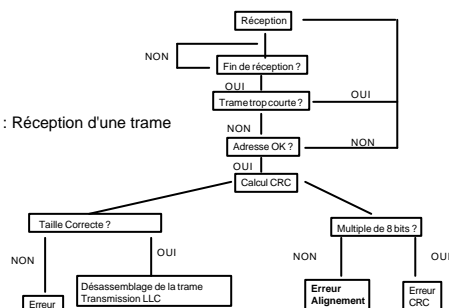 Réception
NON
Fin de réception ?
OUI
Trame trop courte ?
OUI
: Réception d'une trame
NON
Adresse OK ?
NON
OUI
Calcul CRC
Taille Correcte ?
Multiple de 8 bits ?
NON
OUI
NON
OUI
Erreur
Désassemblage de la trame
Transmission LLC
Erreur
Alignement
Erreur
CRC